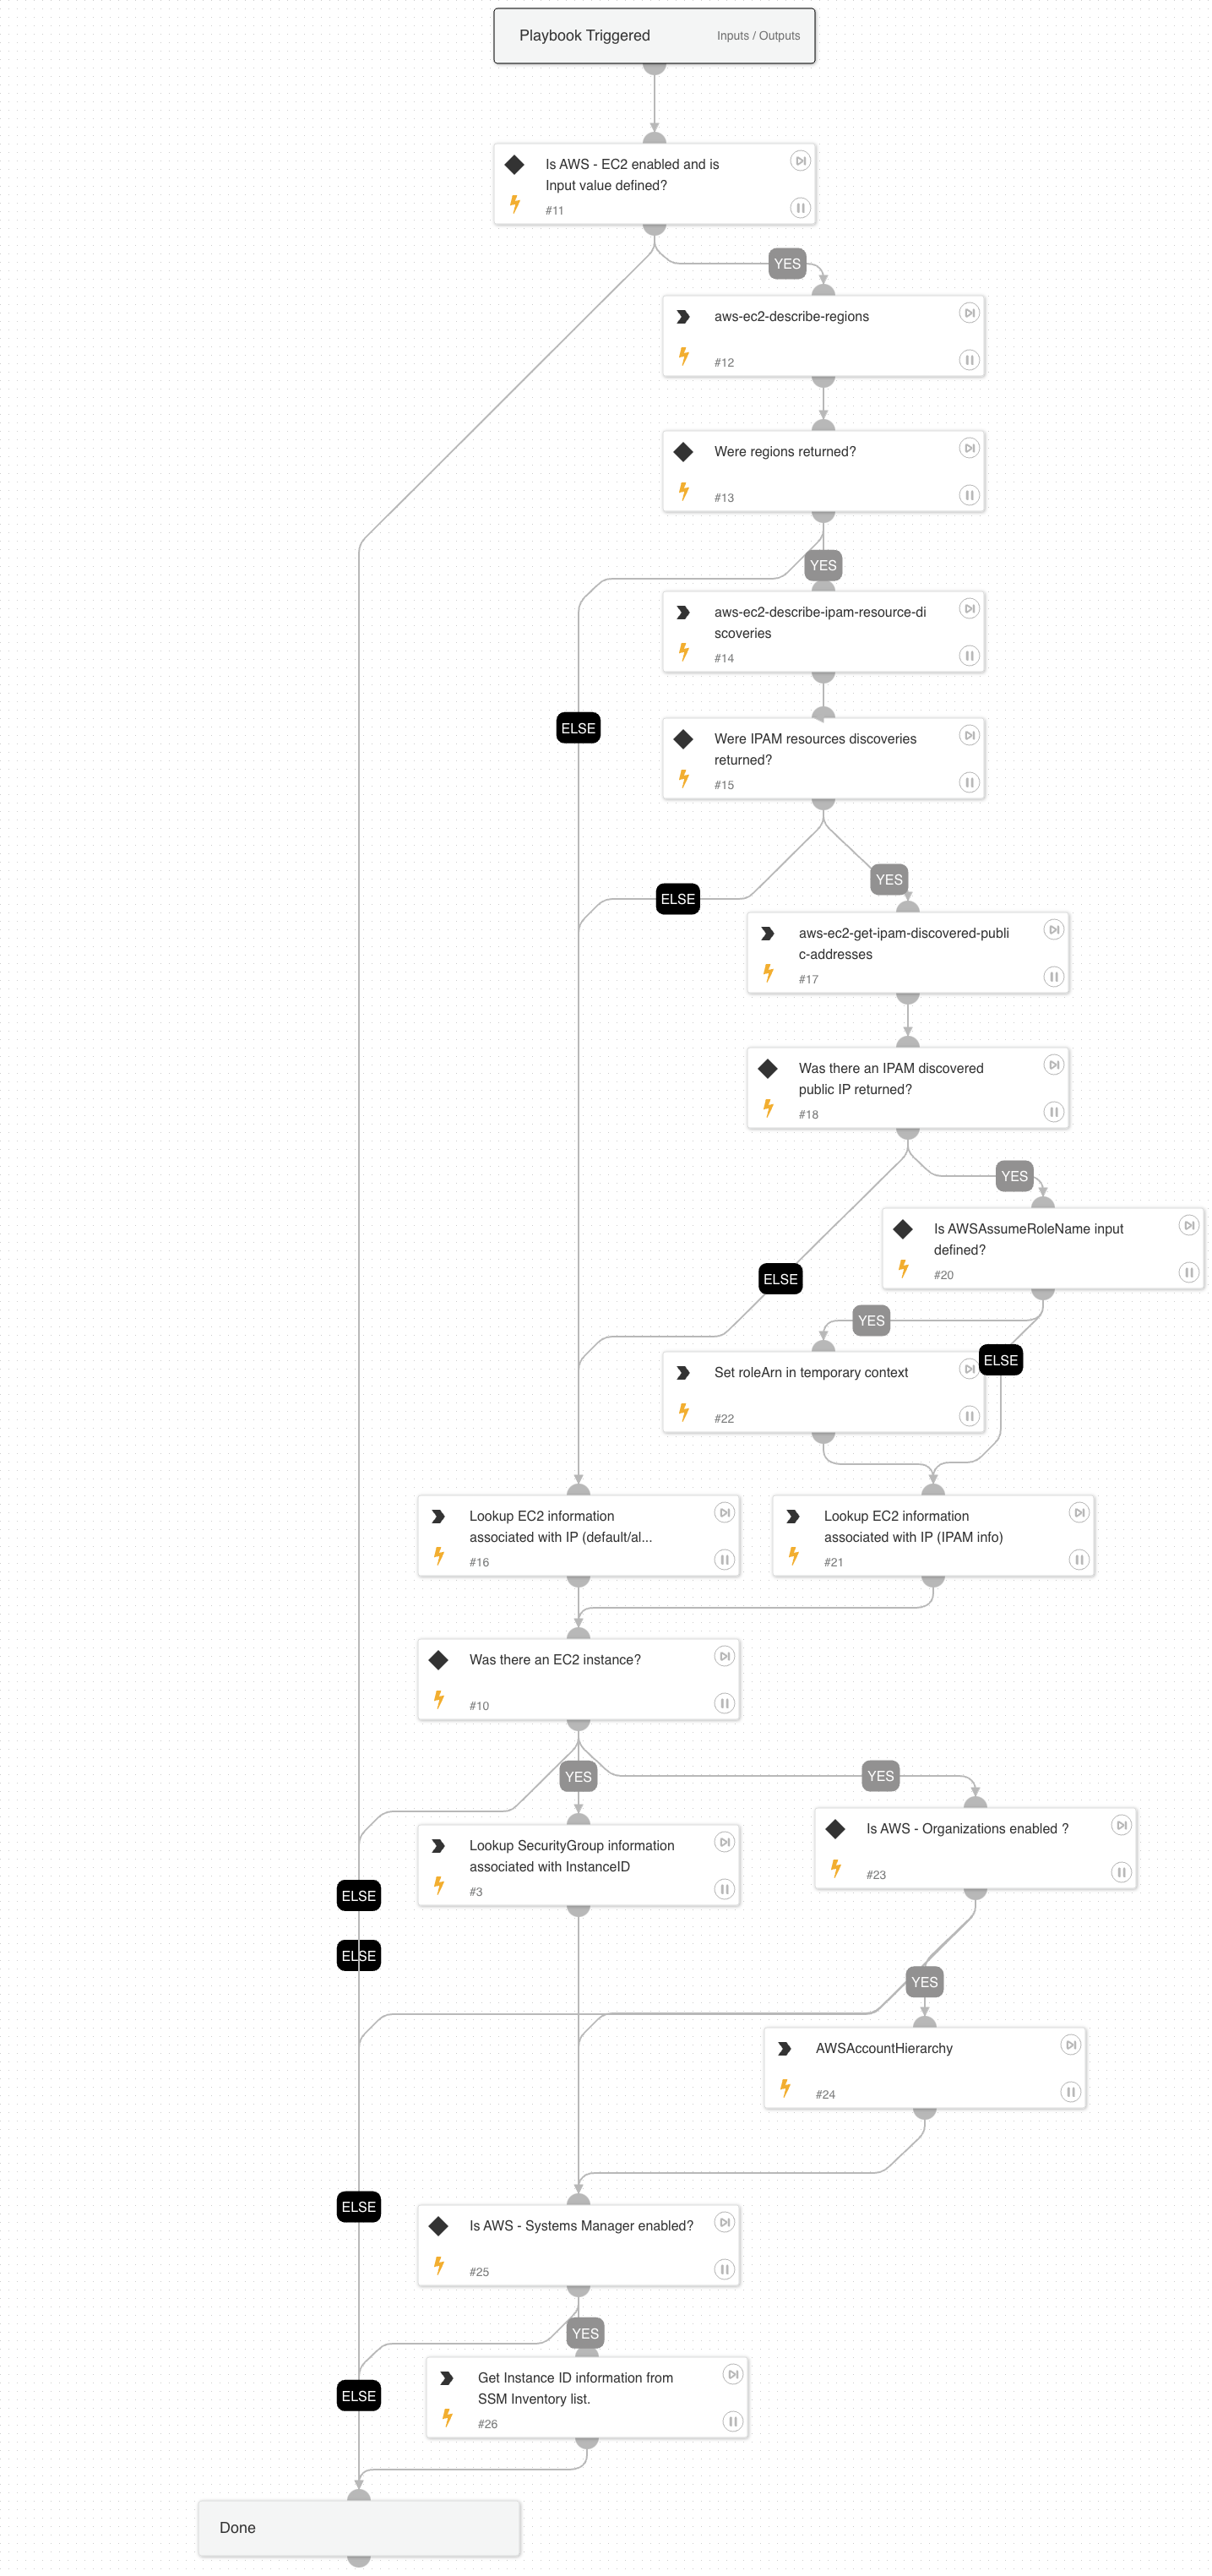 Playbook Triggered
Inputs / Outputs
Is AWS - EC2 enabled and is
Input value defined?
#11
YES
aws-ec2-describe-regions
#12
Were regions returned?
#13
YES
aws-ec2-describe-ipam-resource-di
scoveries
#14
ELSE
Were IPAM resources discoveries
returned?
#15
YES
ELSE
aws-ec2-get-ipam-discovered-publi
c-addresses
#17
Was there an IPAM discovered
public IP returned?
#18
YES
Is AWSAssumeRoleName input
defined?
#20
ELSE
YES
ELSE
Set roleArn in temporary context
#22
Lookup EC2 information
associated with IP (default/al...
#16
Lookup EC2 information
associated with IP (IPAM info)
#21
Was there an EC2 instance?
#10
YES
YES
Is AWS - Organizations enabled ?
#23
Lookup SecurityGroup information
associated with InstanceID
#3
ELSE
ELSE
YES
AWSAccountHierarchy
#24
ELSE
Is AWS - Systems Manager enabled?
#25
YES
Get Instance ID information from
SSM Inventory list.
#26
ELSE
Done